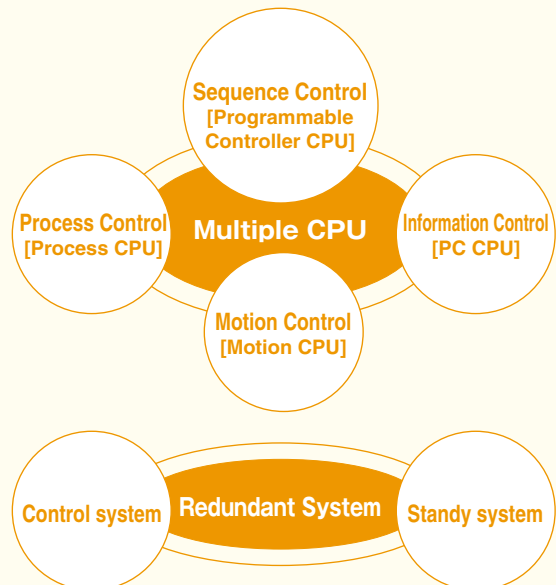 Sequence Control
[Programmable
Controller CPU]
Process Control
[Process CPU]
Multiple CPU
Information Control
[PC CPU]
Motion Control
[Motion CPU]
Control system
Redundant System
Standy system